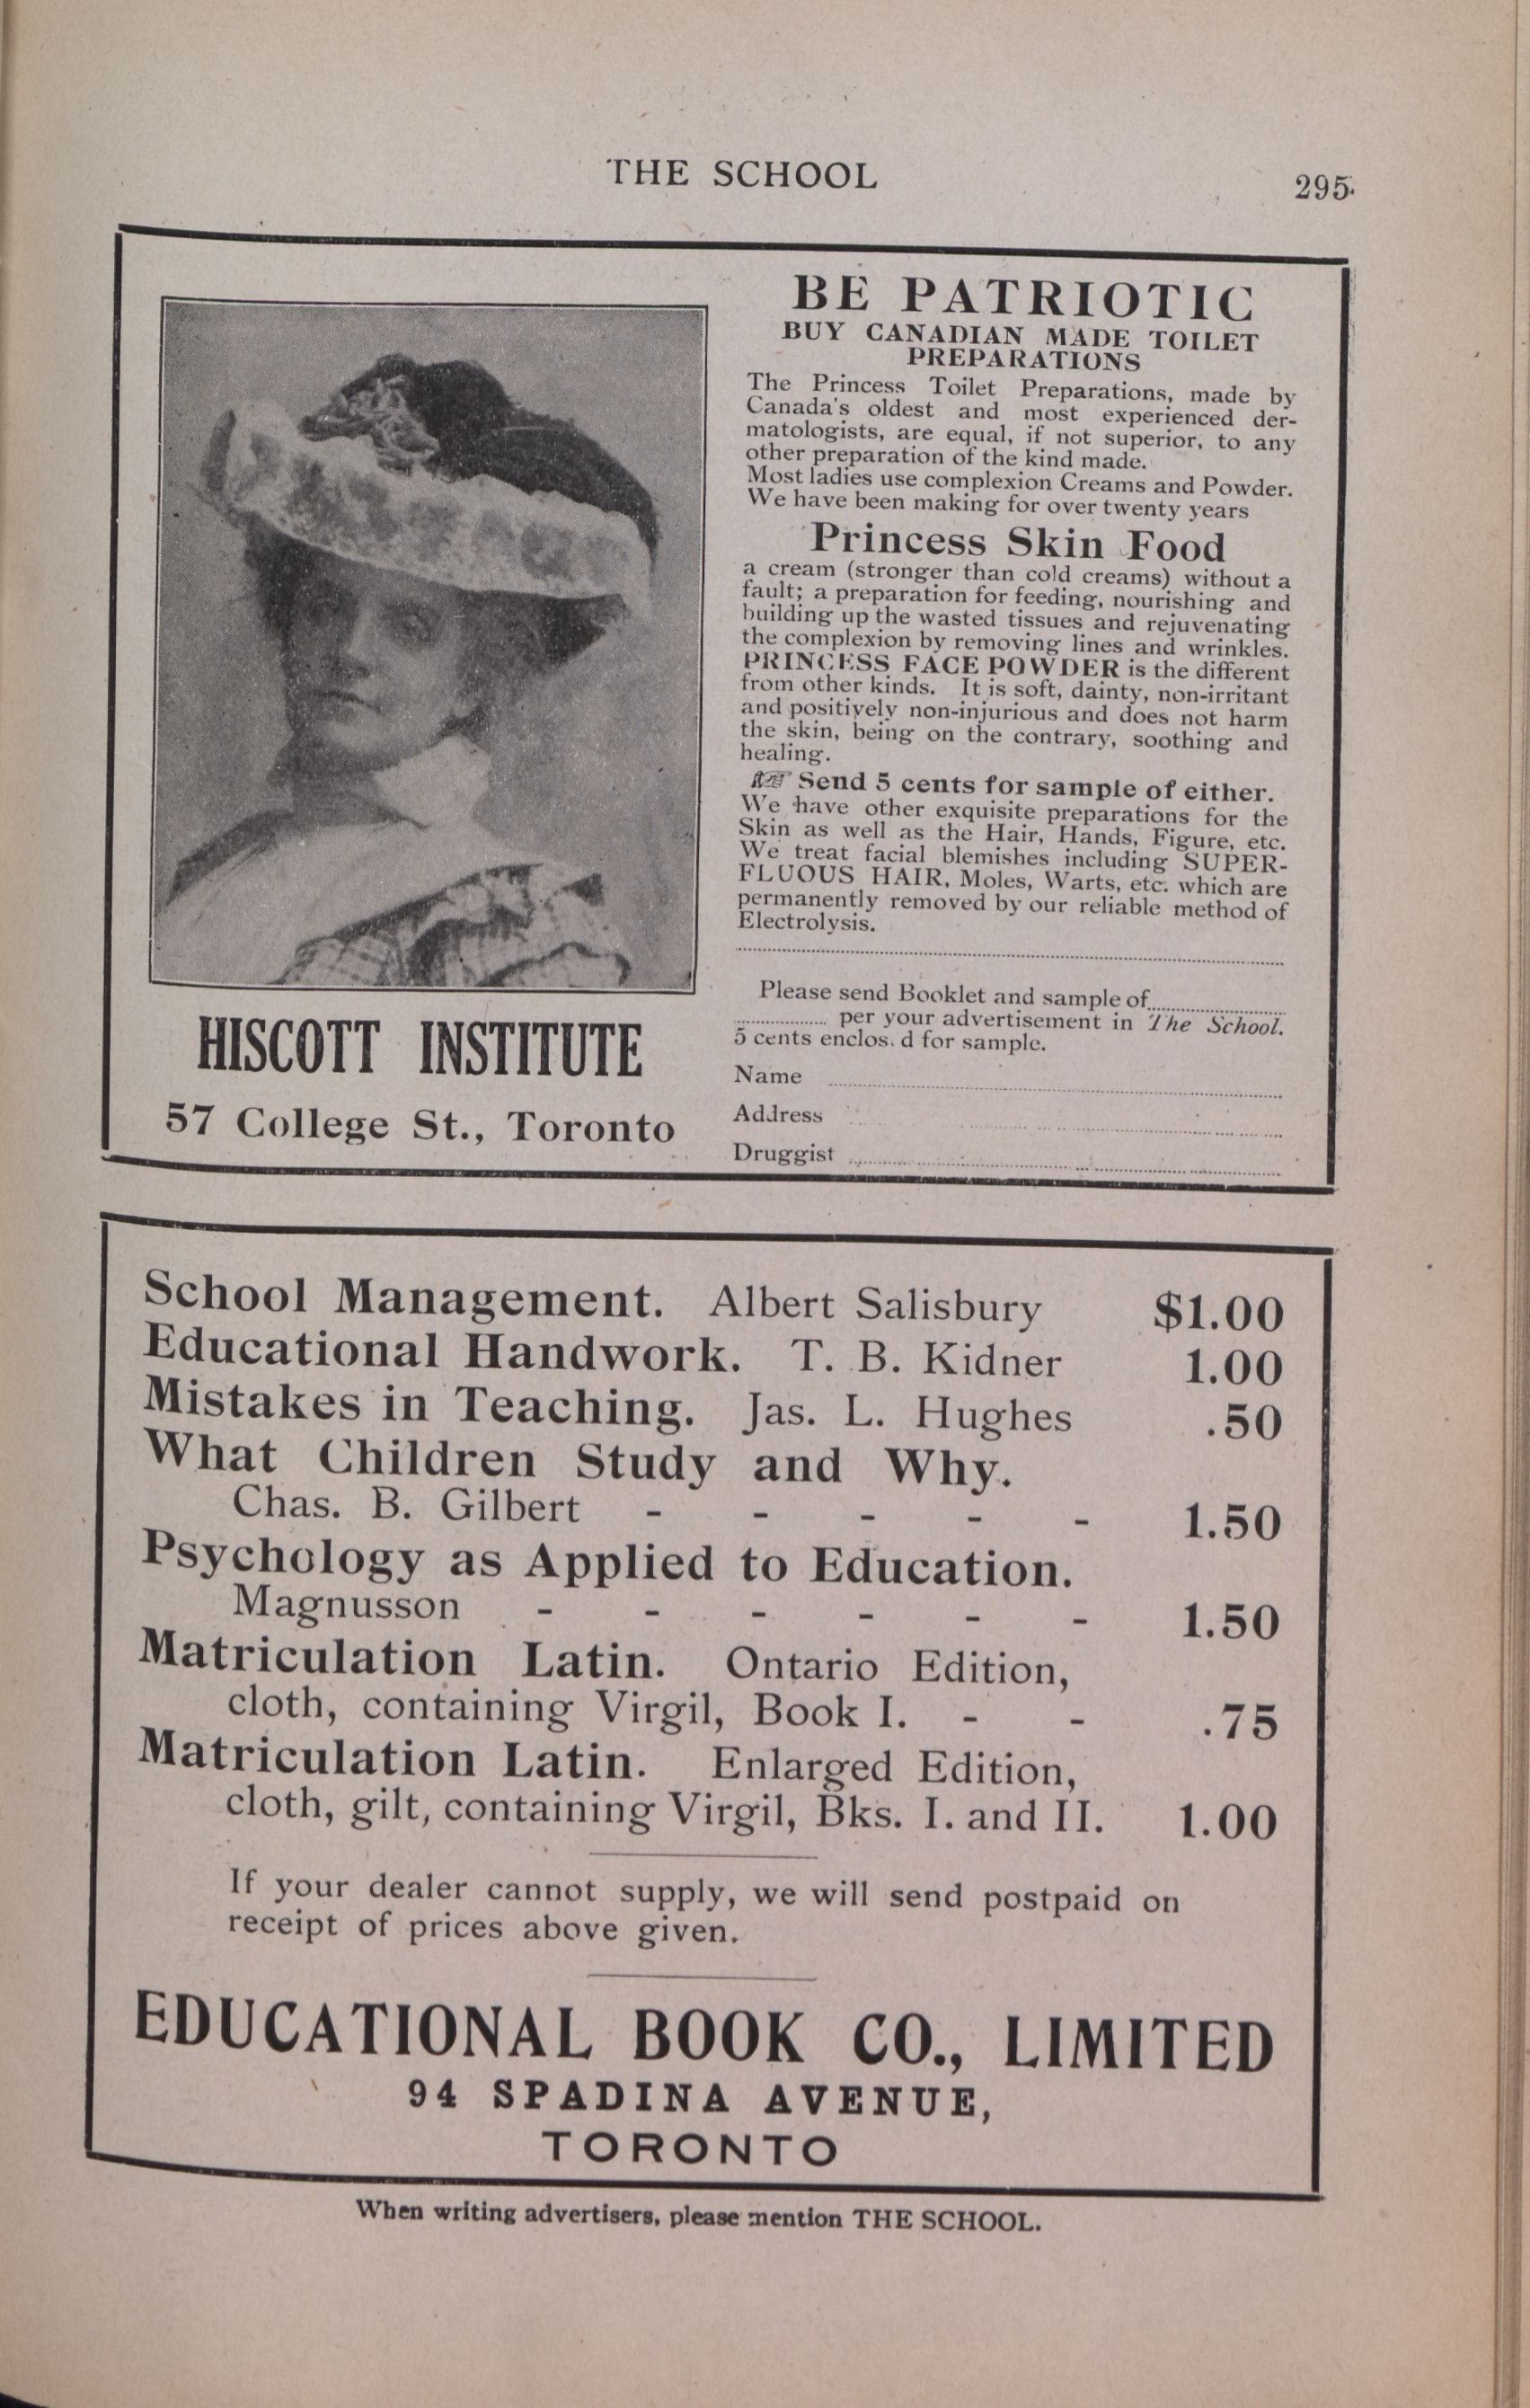 THE SCHOOL
295
BE PATRIOTIC
BUY CANADIAN MADE TOILET
PREPARATIONS
The Princess Toilet Preparations, made by
Canada's oldest and most experienced der-
matologists, are equal, if not superior, to any
other preparation of the kind made.
Most ladies use complexion Creams and Powder.
We have been making for over twenty years
Princess Skin Food
a cream (stronger than cold creams) without a
fault; a preparation for feeding, nourishing and
building up the wasted tissues and rejuvenating
the complexion by removing lines and wrinkles.
PRINCESS FACE POWDER is the different
from other kinds. It is soft, dainty, non-irritant
and positively non-injurious and does not harm
the skin, being on the contrary, soothing and
healing.
☞ Send 5 cents for sample of either.
We have other exquisite preparations for the
Skin as well as the Hair, Hands, Figure, etc.
We treat facial blemishes including SUPER-
FLUOUS HAIR, Moles, Warts, etc. which are
permanently removed by our reliable method of
Electrolysis.
Please send Booklet and sample of
per your advertisement in The School.
5 cents enclos.d for sample.
Name
Address
Druggist
HISCOTT INSTITUTE
57 College St., Toronto
School Management. Albert Salisbury $1.00
Educational Handwork. T. B. Kidner 1.00
Mistakes in Teaching. Jas. L. Hughes .50
What Children Study and Why.
Chas. B. Gilbert - - - - - 1.50
Psychology as Applied to Education.
Magnusson - - - - - - 1.50
Matriculation Latin. Ontario Edition,
cloth, containing Virgil, Book I. - - .75
Matriculation Latin. Enlarged Edition,
cloth, gilt, containing Virgil, Bks. I. and II. 1.00
If your dealer cannot supply, we will send postpaid on
receipt of prices above given.
EDUCATIONAL BOOK CO., LIMITED
94 SPADINA AVENUE,
TORONTO
When writing advertisers, please mention THE SCHOOL.